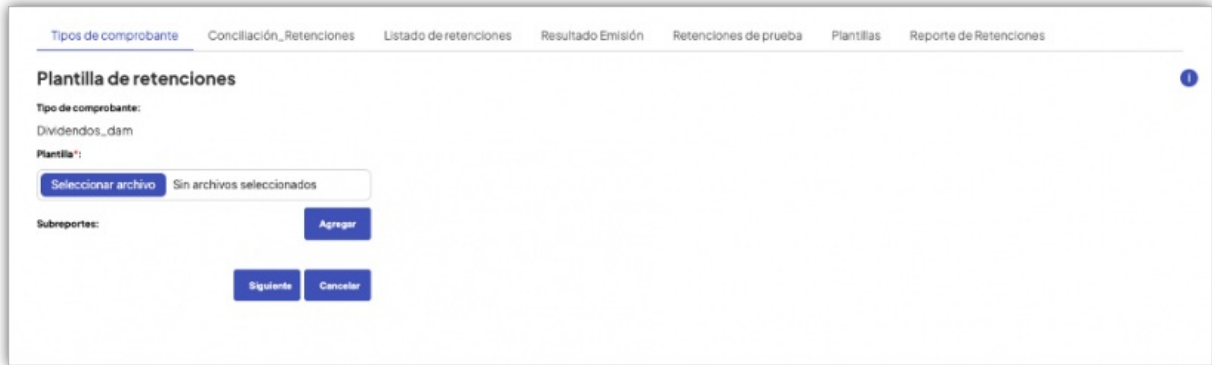 Tipos de comprobante Conciliación_Retenciones Listado de retenciones Resultado Emisión Retenciones de prueba Plantillas Reporte de Retenciones
Plantilla de retenciones
Tipo de comprobante:
Dividendos_dam
Plantilla*:
Seleccionar archivo Sin archivos seleccionados
Subreportes: Agregar
Siguiente Cancelar